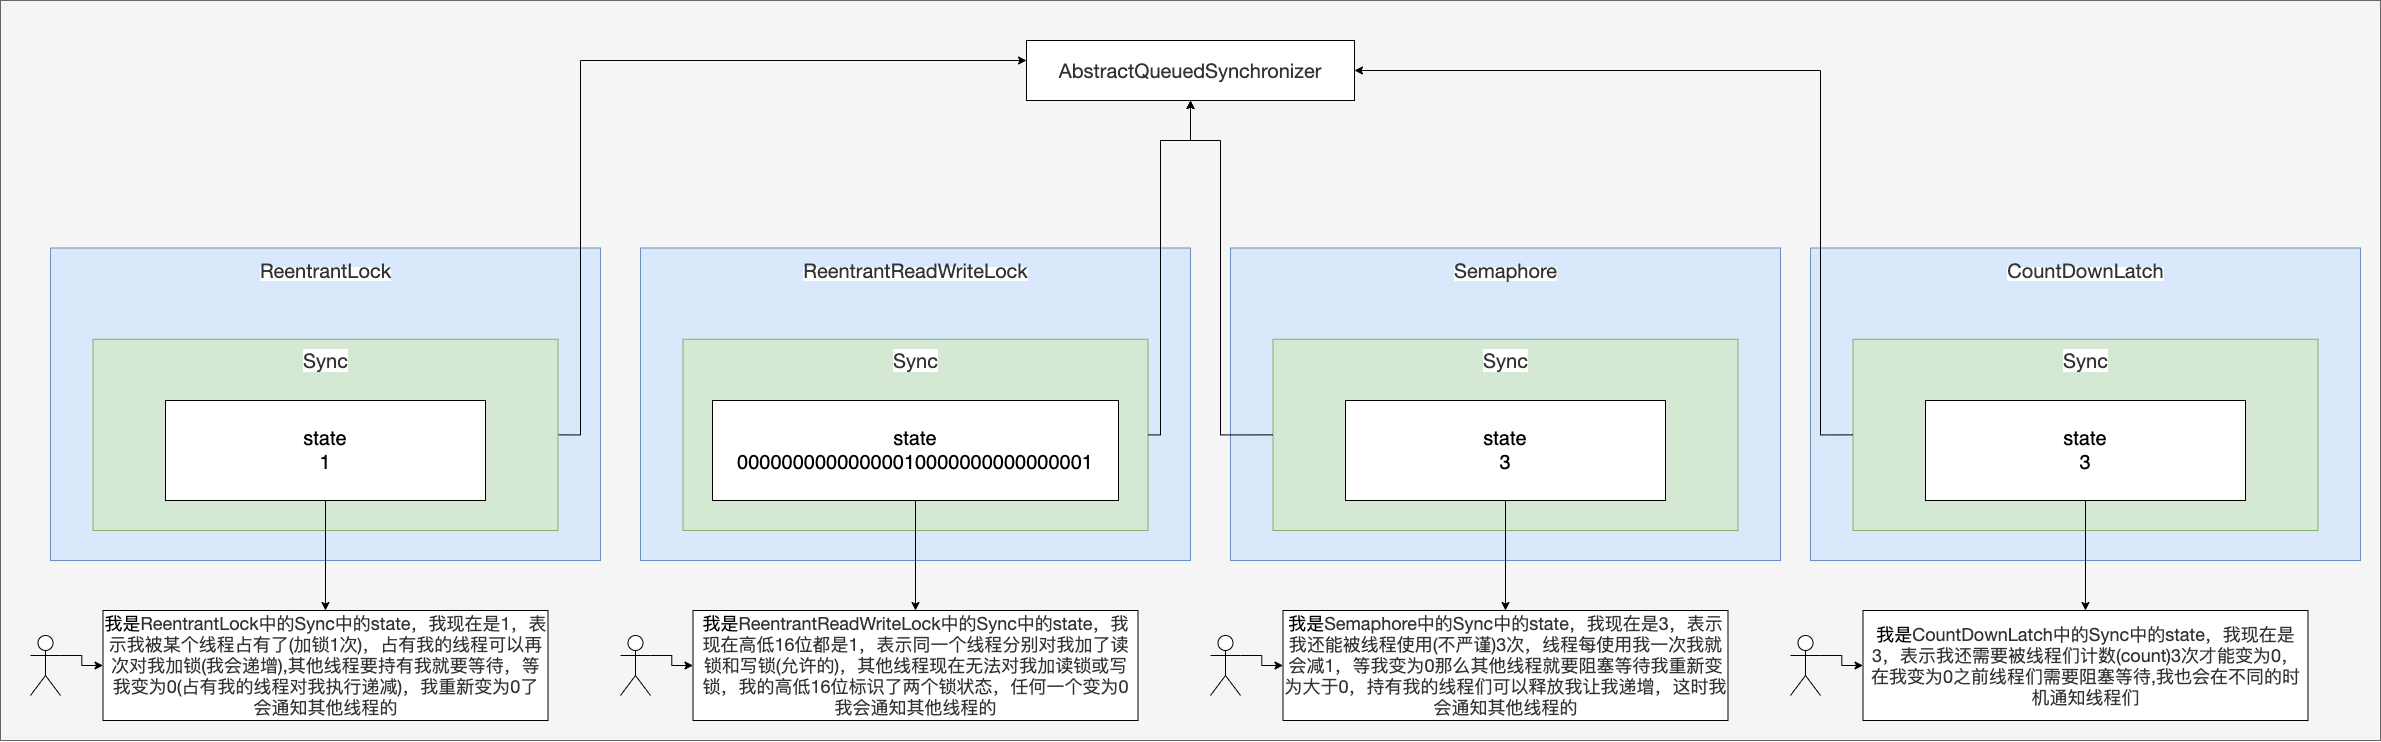 AbstractQueuedSynchronizer
ReentrantLock
Sync
state
1
我是ReentrantLock中的Sync中的state，我现在是1，表
示我被某个线程占有了(加锁1次)，占有我的线程可以再
次对我加锁(我会递增),其他线程要持有我就要等待，等
我变为0(占有我的线程对我执行递减)，我重新变为0了
会通知其他线程的
ReentrantReadWriteLock
Sync
state
00000000000000010000000000000001
我是ReentrantReadWriteLock中的Sync中的state，我
现在高低16位都是1，表示同一个线程分别对我加了读
锁和写锁(允许的)，其他线程现在无法对我加读锁或写
锁，我的高低16位标识了两个锁状态，任何一个变为0
我会通知其他线程的
Semaphore
Sync
state
3
我是Semaphore中的Sync中的state，我现在是3，表示
我还能被线程使用(不严谨)3次，线程每使用我一次我就
会减1，等我变为0那么其他线程就要阻塞等待我重新变
为大于0，持有我的线程们可以释放我让我递增，这时我
会通知其他线程的
CountDownLatch
Sync
state
3
我是CountDownLatch中的Sync中的state，我现在是
3，表示我还需要被线程们计数(count)3次才能变为0，
在我变为0之前线程们需要阻塞等待,我也会在不同的时
机通知线程们